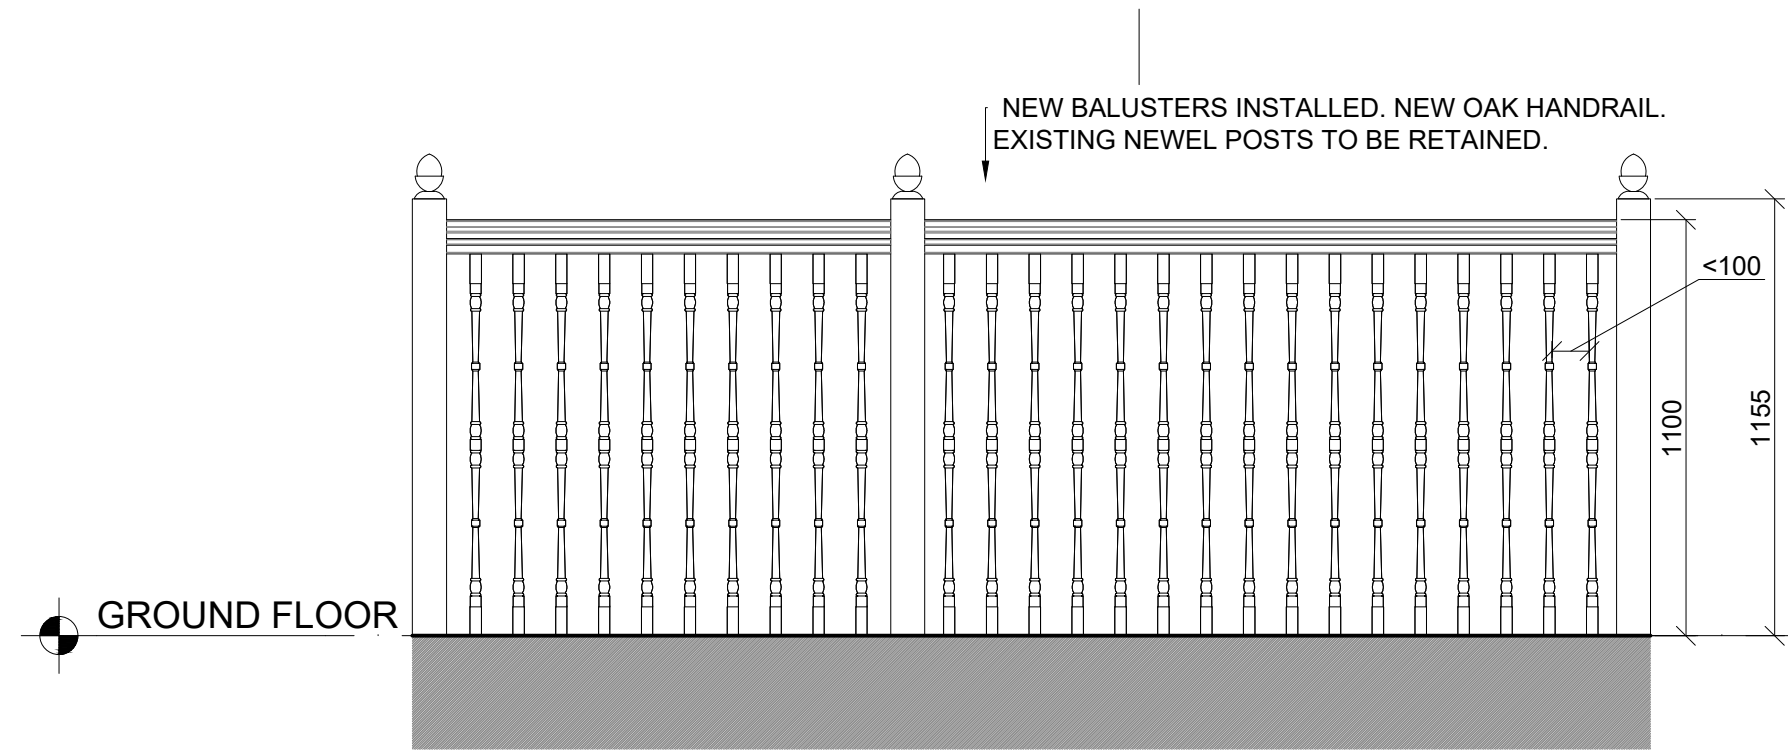 NEW BALUSTERS INSTALLED. NEW OAK HANDRAIL.
EXISTING NEWEL POSTS TO BE RETAINED.
<100
1100
1155
GROUND FLOOR